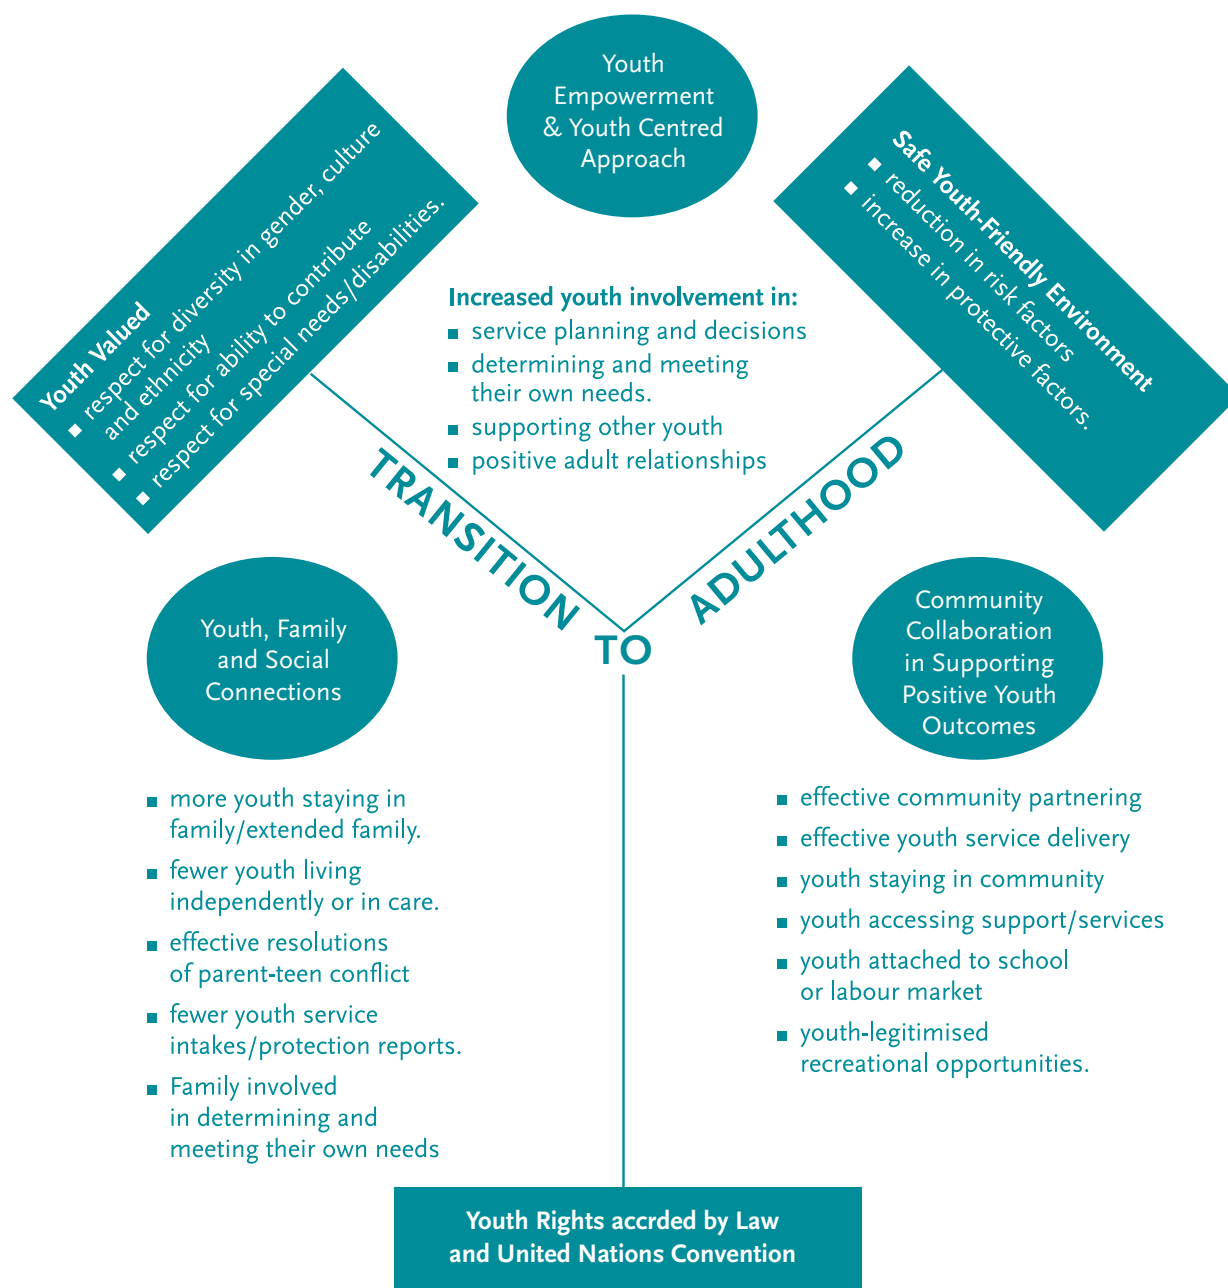 Youth
Empowerment
& Youth Centred
Approach
Youth Valued
■ respect for diversity in gender, culture
and ethnicity
■ respect for ability to contribute
■ respect for special needs/disabilities.
Safe Youth-Friendly Environment
■ reduction in risk factors
■ increase in protective factors.
Increased youth involvement in:
■ service planning and decisions
■ determining and meeting
their own needs.
■ supporting other youth
■ positive adult relationships
TRANSITION
TO
ADULTHOOD
Youth, Family
and Social
Connections
■ more youth staying in
family/extended family.
■ fewer youth living
independently or in care.
■ effective resolutions
of parent-teen conflict
■ fewer youth service
intakes/protection reports.
■ Family involved
in determining and
meeting their own needs
Community
Collaboration
in Supporting
Positive Youth
Outcomes
■ effective community partnering
■ effective youth service delivery
■ youth staying in community
■ youth accessing support/services
■ youth attached to school
or labour market
■ youth-legitimised
recreational opportunities.
Youth Rights accrded by Law
and United Nations Convention